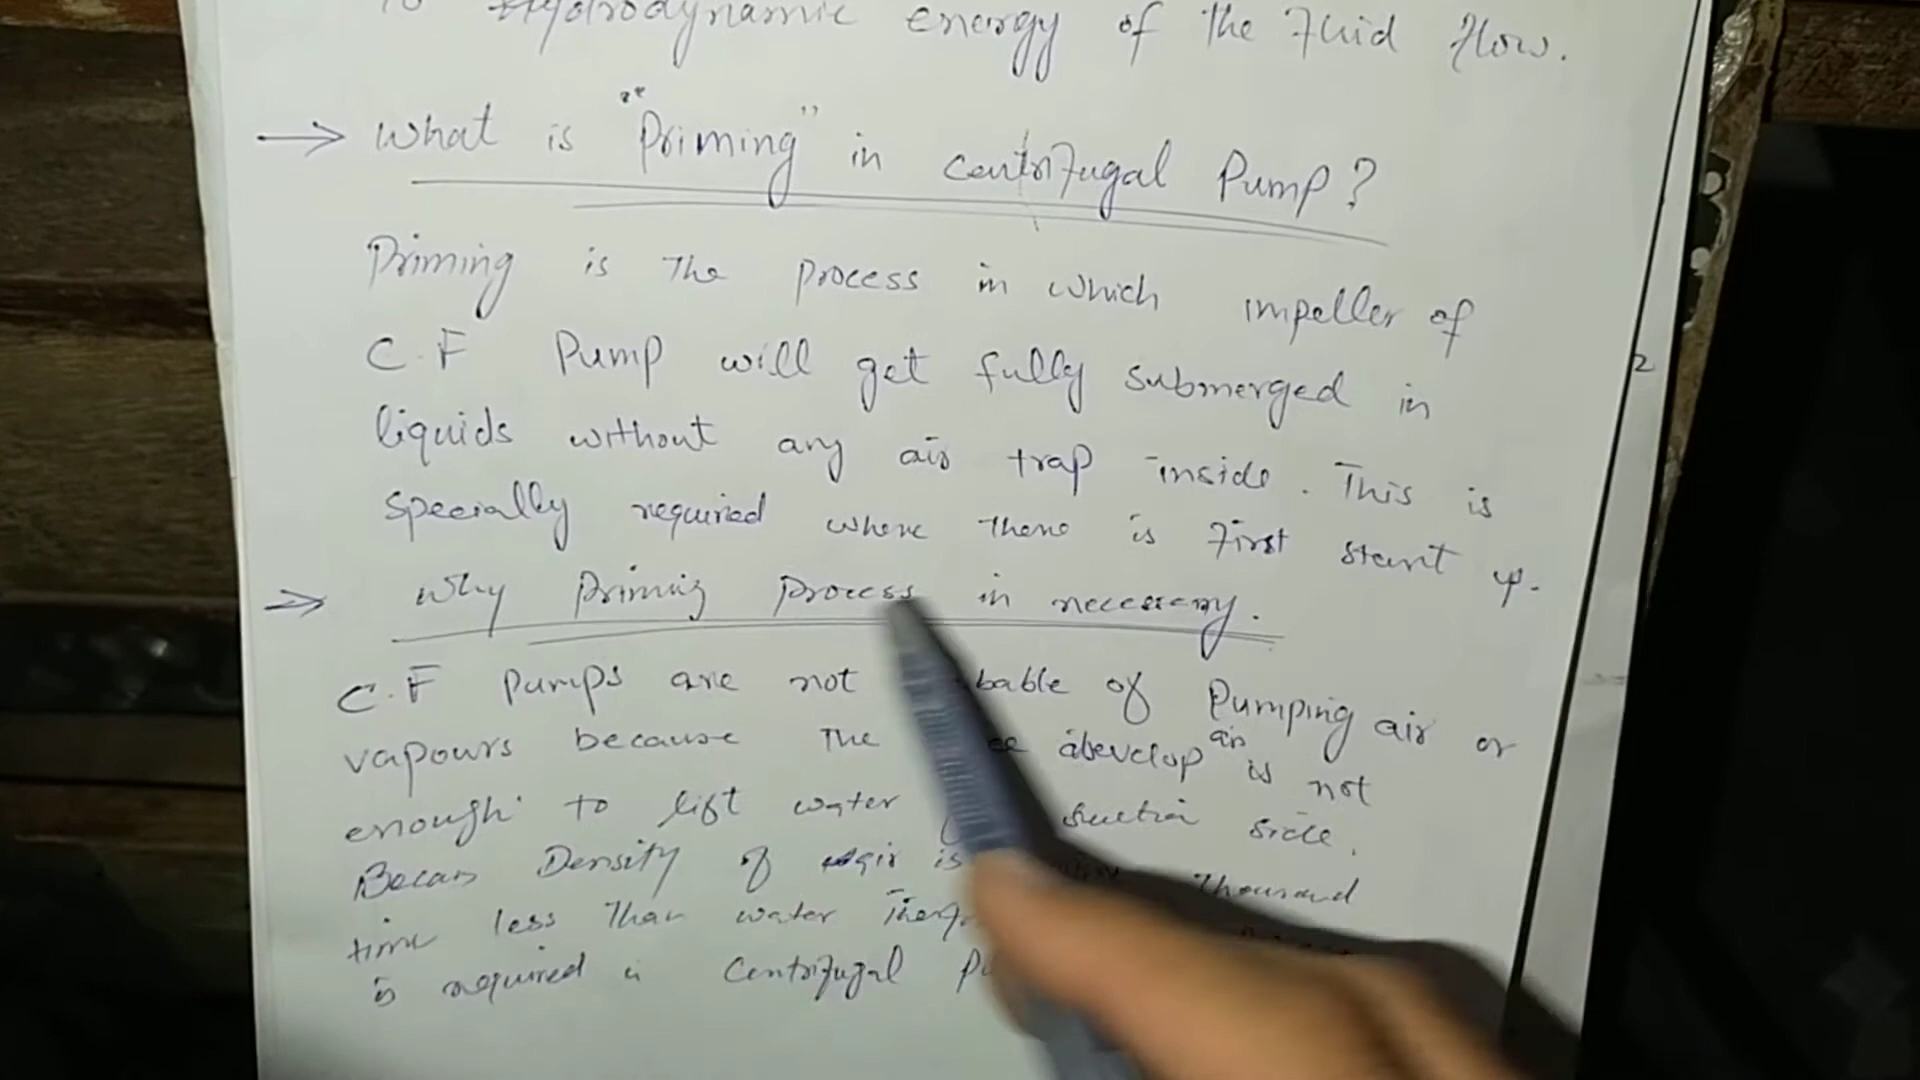 to Hydrodynamic energy of the Fluid Flow.
→ What is "Priming" in centrifugal Pump?
Priming is the process in which impeller of
C.F Pump will get fully submerged in
liquids without any air trap inside. This is
specially required where there is first start up.
⇒ Why Priming Process in necessary.
C.F Pumps are not of Pumping air or
vapours because the develop air is not
enough to lift water suction side.
Becaus Density of air is thousand
time less than water
is required in Centrifugal
2